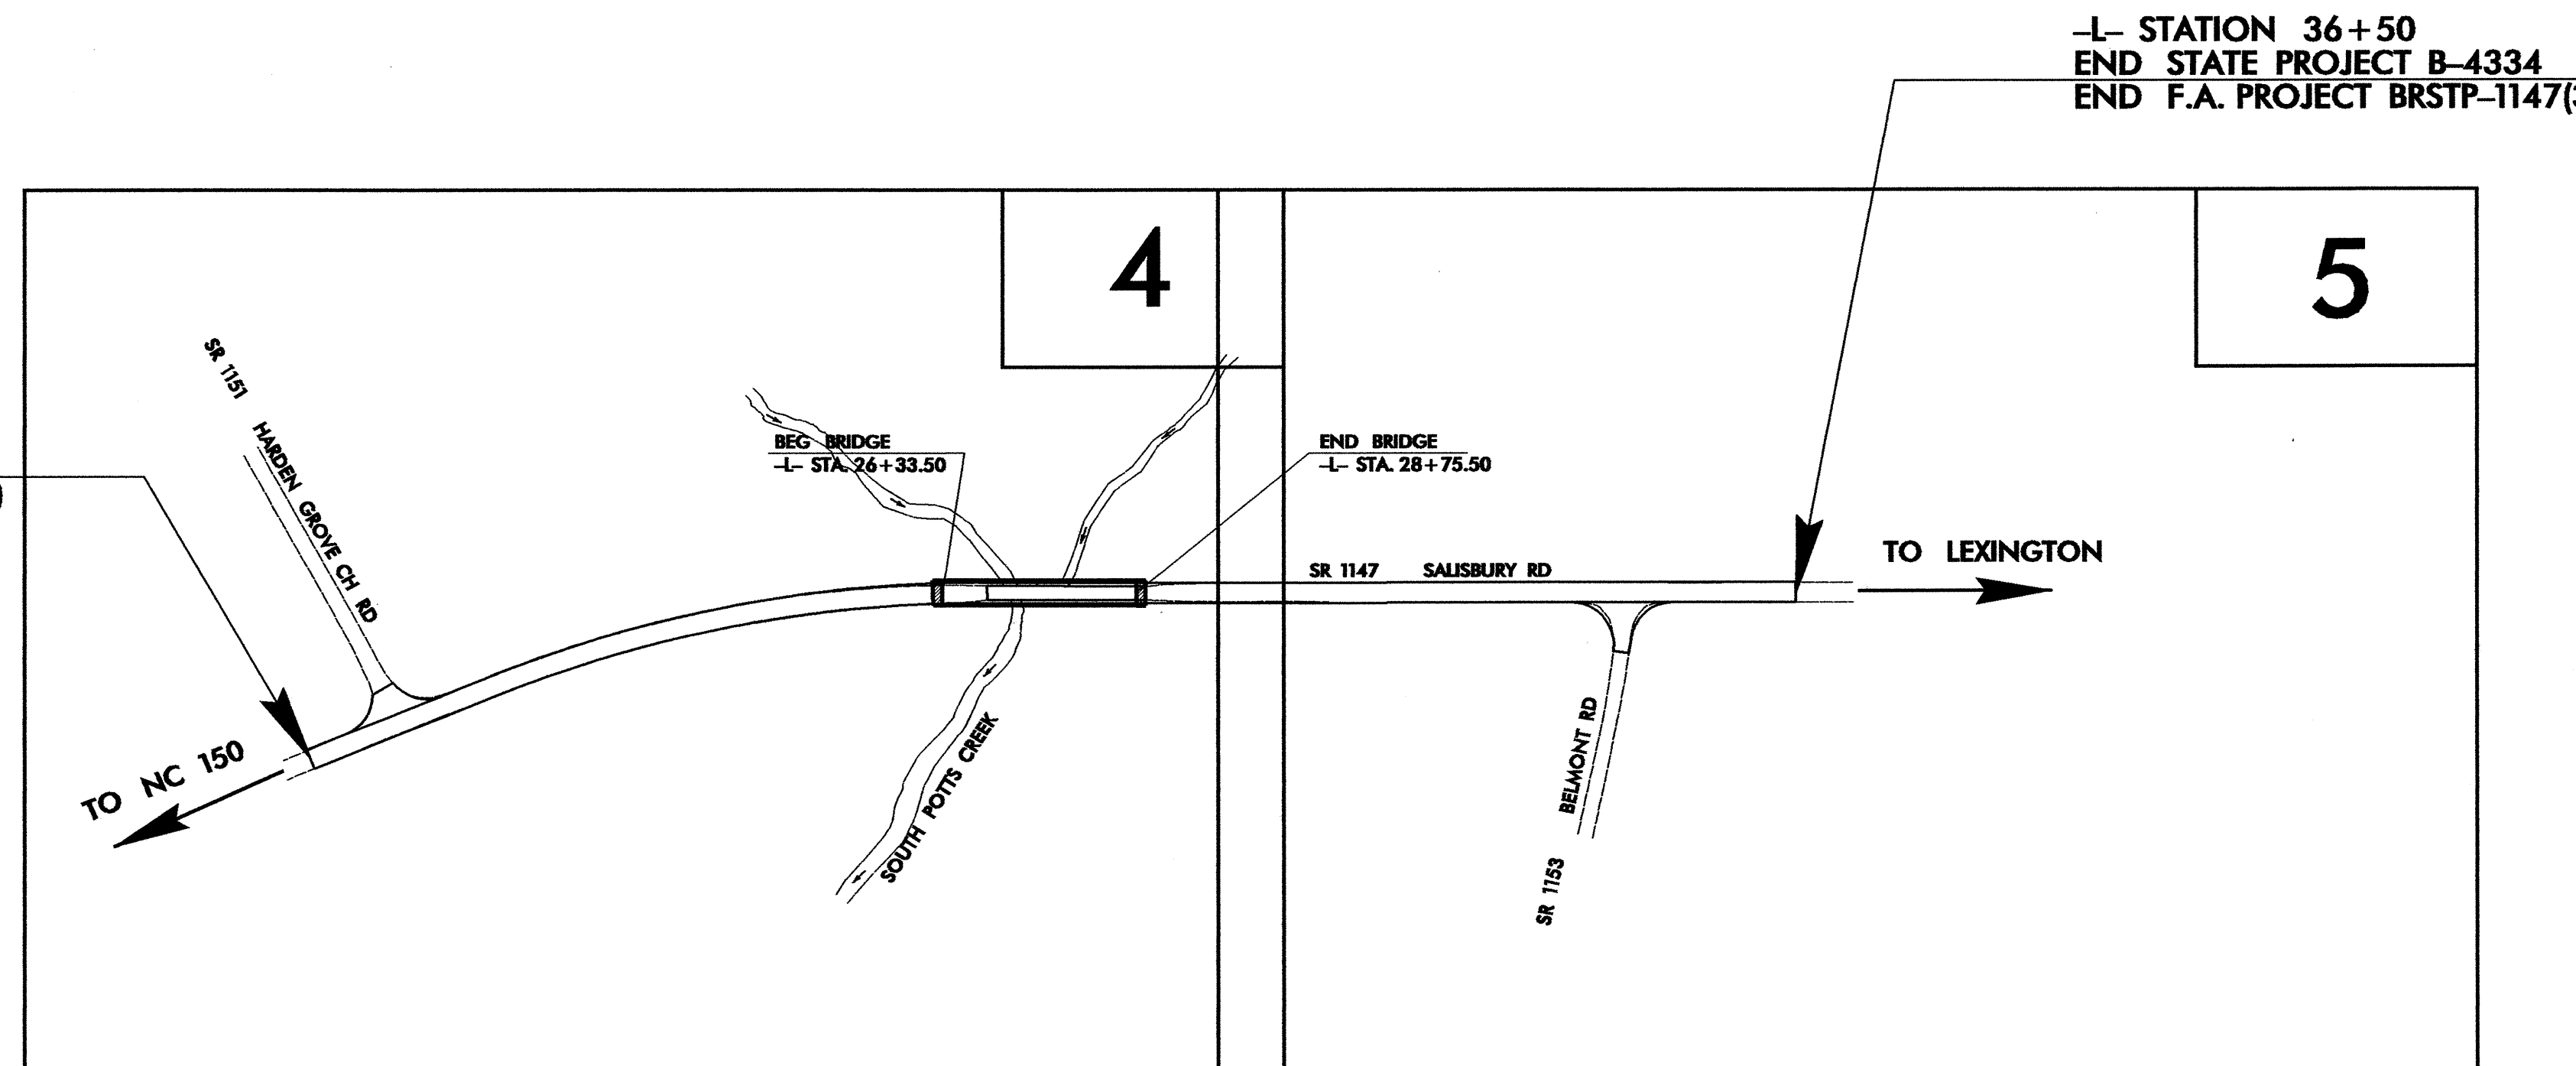 -L- STATION 36+50
END STATE PROJECT B-4334
END F.A. PROJECT BRSTP-1147(
4
5
SR 1151 HARDEN GROVE CH RD
BEG BRIDGE
-L- STA. 26+33.50
END BRIDGE
-L- STA. 28+75.50
)
SR 1147 SALISBURY RD
TO LEXINGTON
TO NC 150
SOUTH POTTS CREEK
SR 1153 BELMONT RD